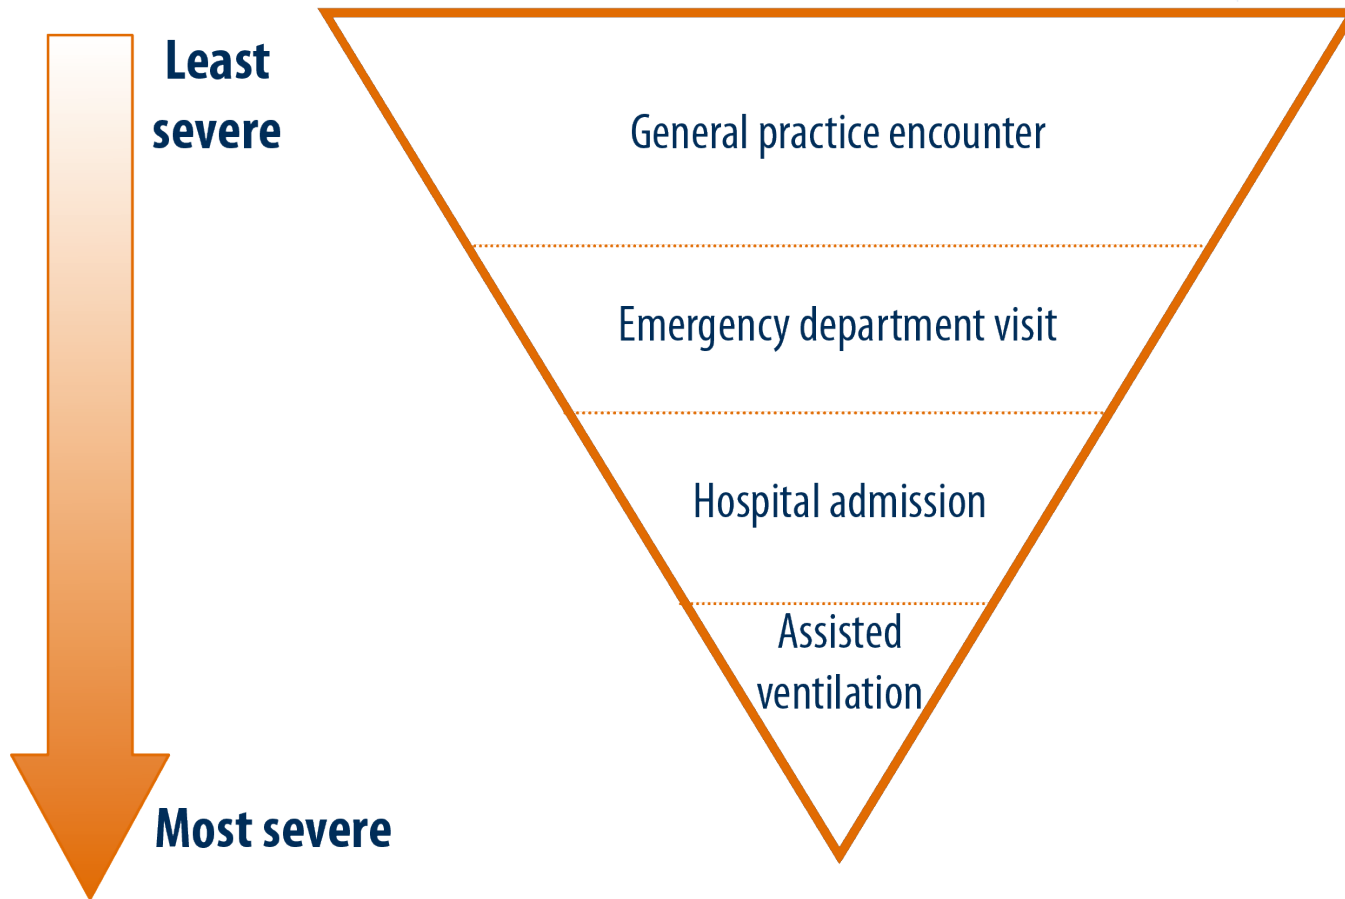 Least
severe
General practice encounter
Emergency department visit
Hospital admission
Assisted
ventilation
Most severe